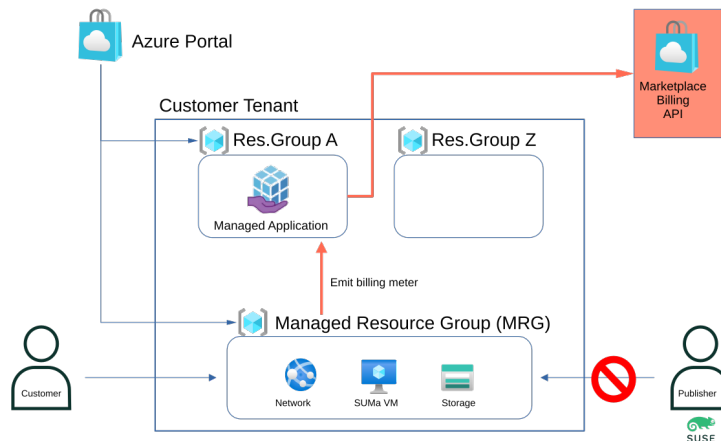 Azure Portal
Marketplace
Billing
API
Customer Tenant
Res.Group A
Res.Group Z
Managed Application
Emit billing meter
Managed Resource Group (MRG)
Customer
Network
SUMa VM
Storage
Publisher
SUSE